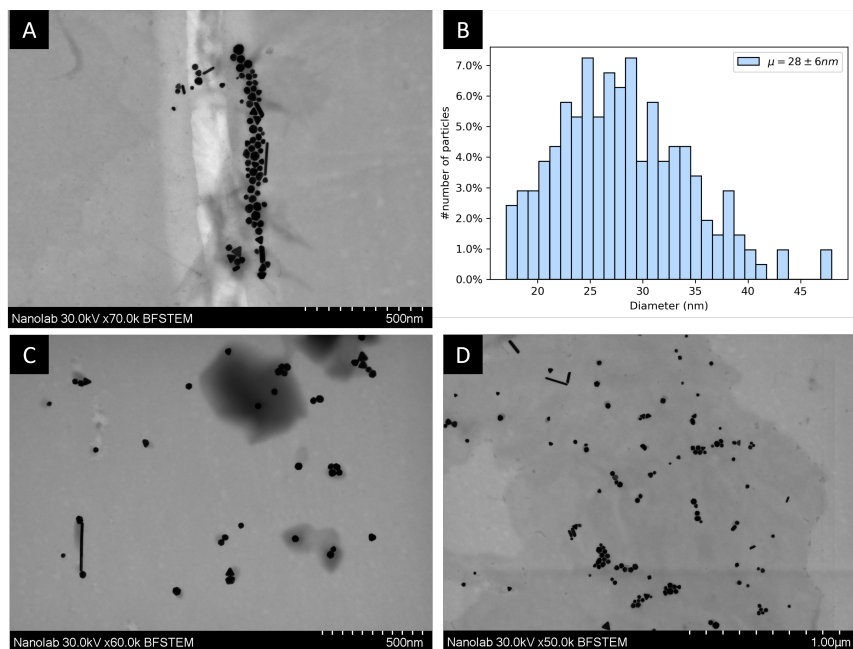 A
Nanolab 30.0kV x70.0k BFSTEM 500nm
B
μ = 28 ± 6nm
7.0%
6.0%
5.0%
4.0%
3.0%
2.0%
1.0%
0.0%
#number of particles
20 25 30 35 40 45
Diameter (nm)
C
Nanolab 30.0kV x60.0k BFSTEM 500nm
D
Nanolab 30.0kV x50.0k BFSTEM 1.00μm